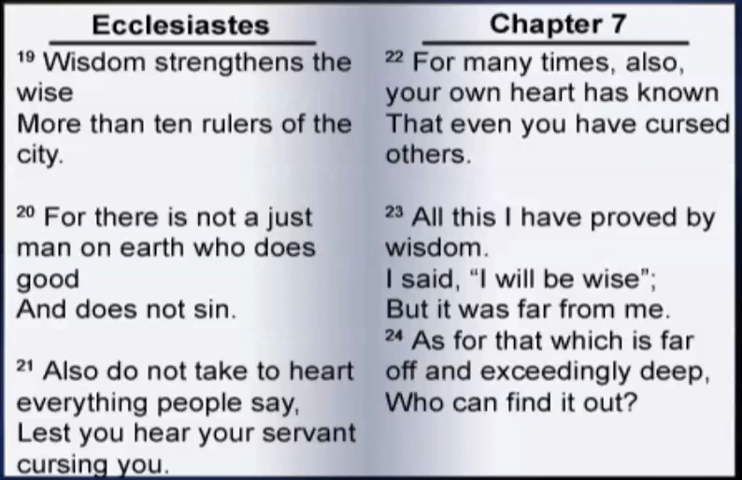 Ecclesiastes
¹⁹ Wisdom strengthens the
wise
More than ten rulers of the
city.
²⁰ For there is not a just
man on earth who does
good
And does not sin.
²¹ Also do not take to heart
everything people say,
Lest you hear your servant
cursing you.
Chapter 7
²² For many times, also,
your own heart has known
That even you have cursed
others.
²³ All this I have proved by
wisdom.
I said, “I will be wise”;
But it was far from me.
²⁴ As for that which is far
off and exceedingly deep,
Who can find it out?